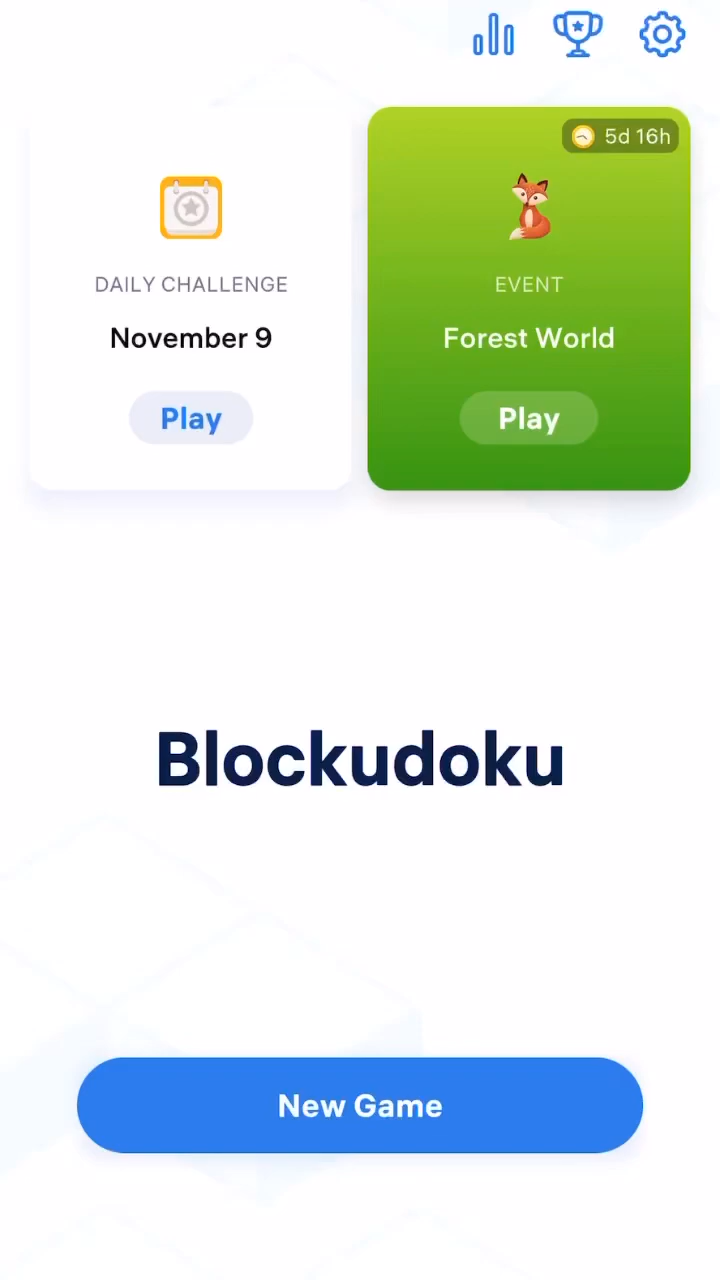 5d 16h
DAILY CHALLENGE
November 9
Play
EVENT
Forest World
Play
Blockudoku
New Game